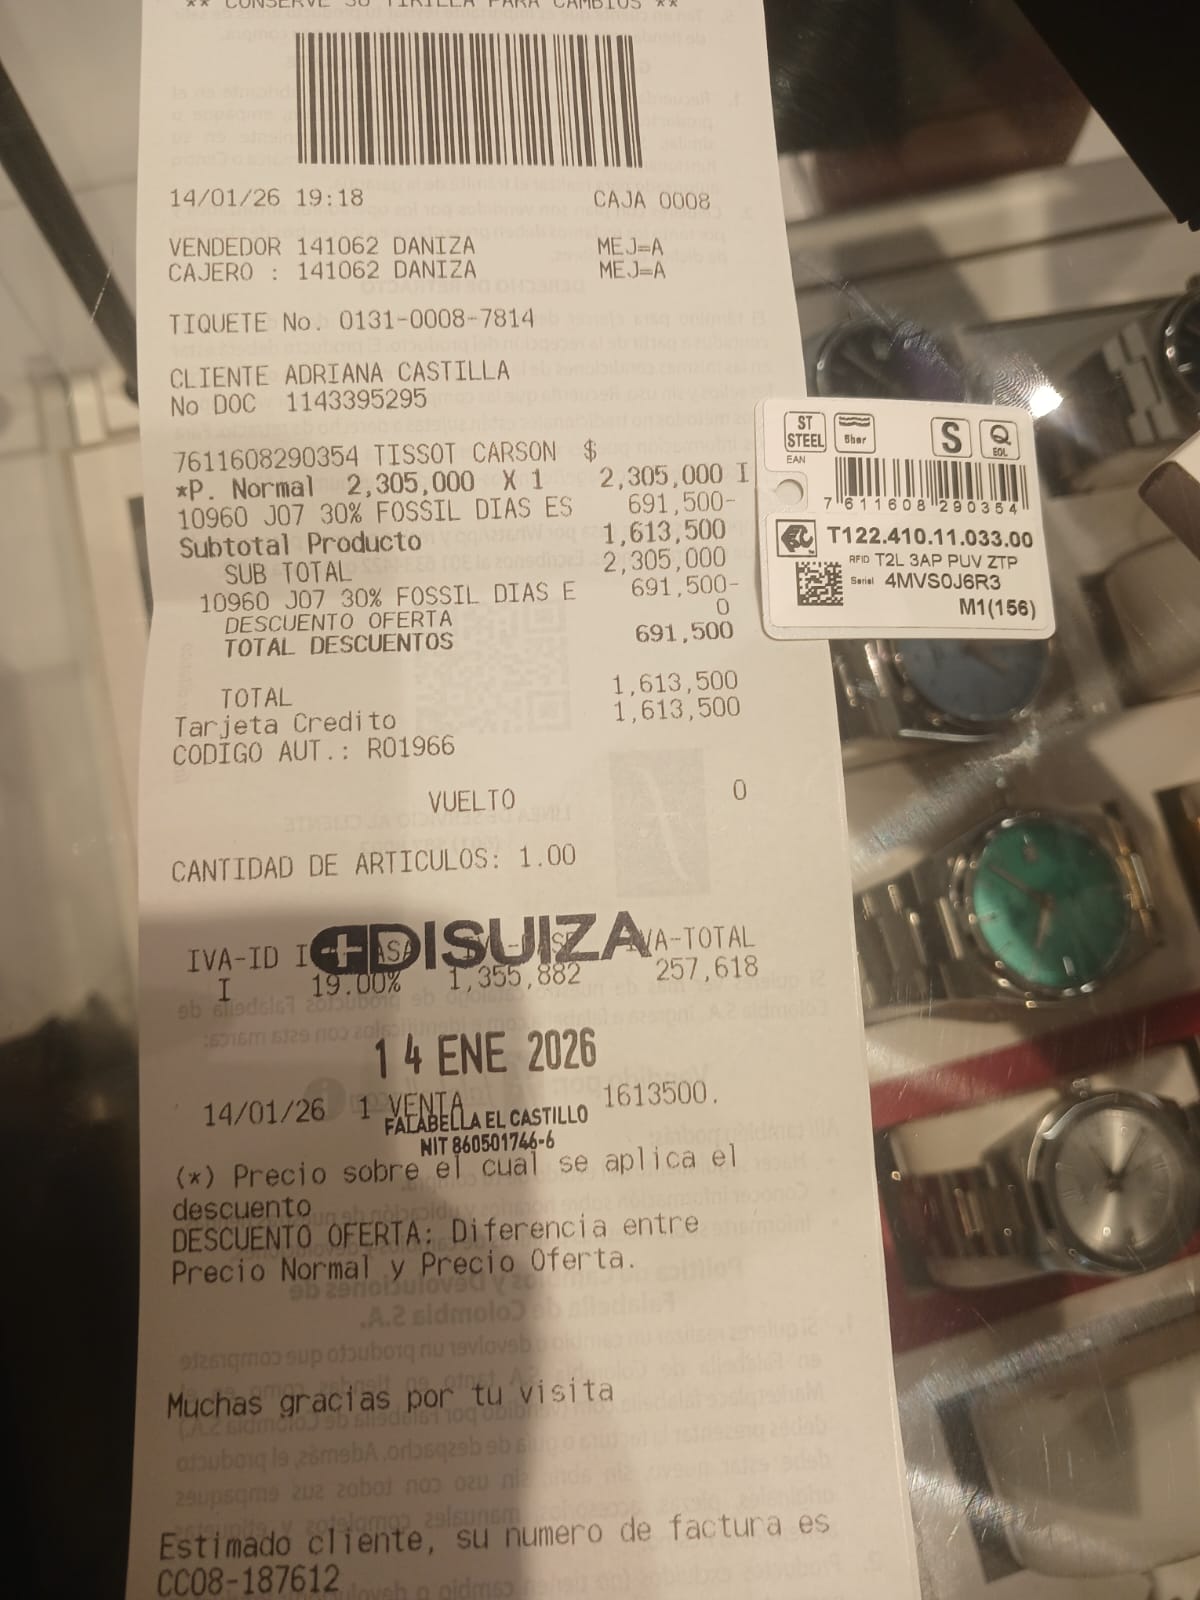 ** CONSERVE SU TIRILLA PARA CAMBIOS **
14/01/26 19:18 CAJA 0008
VENDEDOR 141062 DANIZA MEJ=A
CAJERO : 141062 DANIZA MEJ=A
TIQUETE No. 0131-0008-7814
CLIENTE ADRIANA CASTILLA
No DOC 1143395295
7611608290354 TISSOT CARSON $
*P. Normal 2,305,000 X 1 2,305,000 I
10960 J07 30% FOSSIL DIAS ES 691,500-
Subtotal Producto 1,613,500
SUB TOTAL 2,305,000
10960 J07 30% FOSSIL DIAS E 691,500-
DESCUENTO OFERTA 0
TOTAL DESCUENTOS 691,500
TOTAL 1,613,500
Tarjeta Credito 1,613,500
CODIGO AUT.: R01966
VUELTO 0
CANTIDAD DE ARTICULOS: 1.00
DISUIZA
IVA-ID IVA-TOTAL
I 19.00% 1,355,882 257,618
14 ENE 2026
14/01/26 1 VENTA 1613500.
FALABELLA EL CASTILLO
NIT 860501746-6
(*) Precio sobre el cual se aplica el
descuento
DESCUENTO OFERTA: Diferencia entre
Precio Normal y Precio Oferta.
Muchas gracias por tu visita
Estimado cliente, su numero de factura es
CC08-187612
ST
STEEL
5bar
S
Q
EOL
EAN
7 611608 290354
T122.410.11.033.00
RFID T2L 3AP PUV ZTP
Serial 4MVS0J6R3
M1(156)